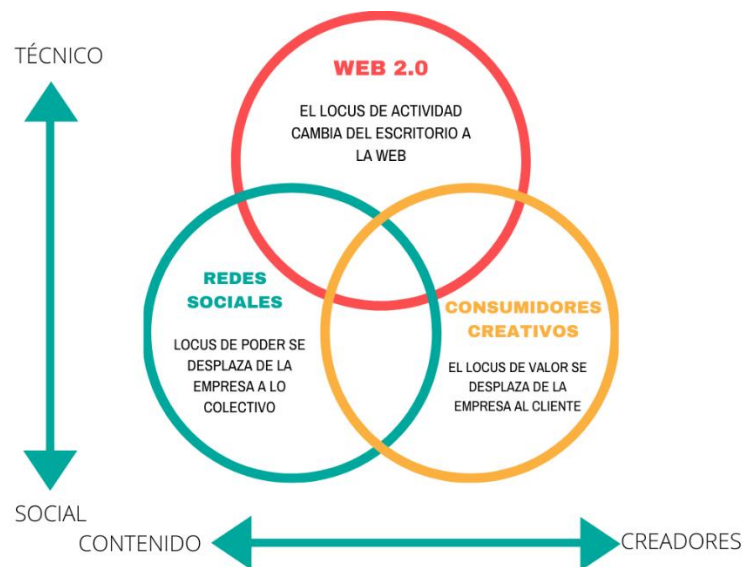 TÉCNICO
WEB 2.0
EL LOCUS DE ACTIVIDAD
CAMBIA DEL ESCRITORIO A
LA WEB
REDES
SOCIALES
LOCUS DE PODER SE
DESPLAZA DE LA
EMPRESA A LO
COLECTIVO
CONSUMIDORES
CREATIVOS
EL LOCUS DE VALOR SE
DESPLAZA DE LA
EMPRESA AL CLIENTE
SOCIAL
CONTENIDO
CREADORES